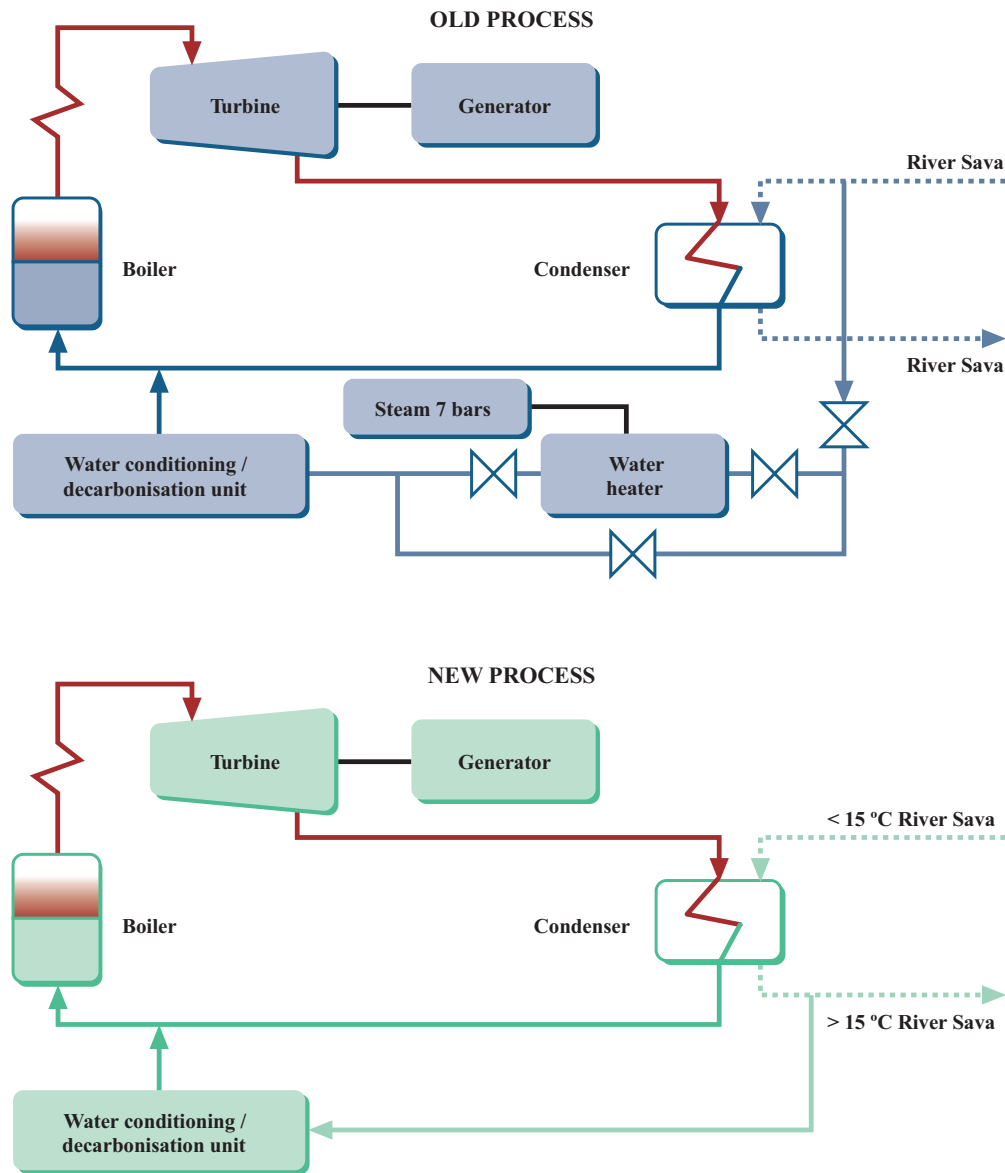 OLD PROCESS
Turbine
Generator
River Sava
Boiler
Condenser
River Sava
Steam 7 bars
Water conditioning /
decarbonisation unit
Water
heater
NEW PROCESS
Turbine
Generator
< 15 ºC River Sava
Boiler
Condenser
> 15 ºC River Sava
Water conditioning /
decarbonisation unit